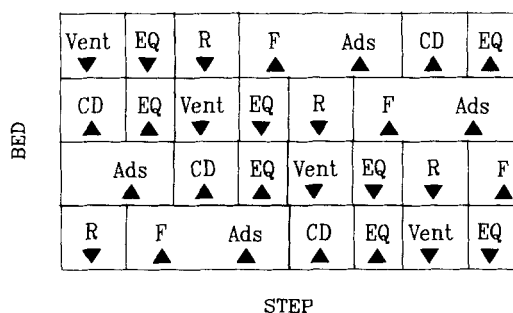 Vent EQ R F Ads CD EQ
CD EQ Vent EQ R F Ads
Ads CD EQ Vent EQ R F
R F Ads CD EQ Vent EQ
BED
STEP